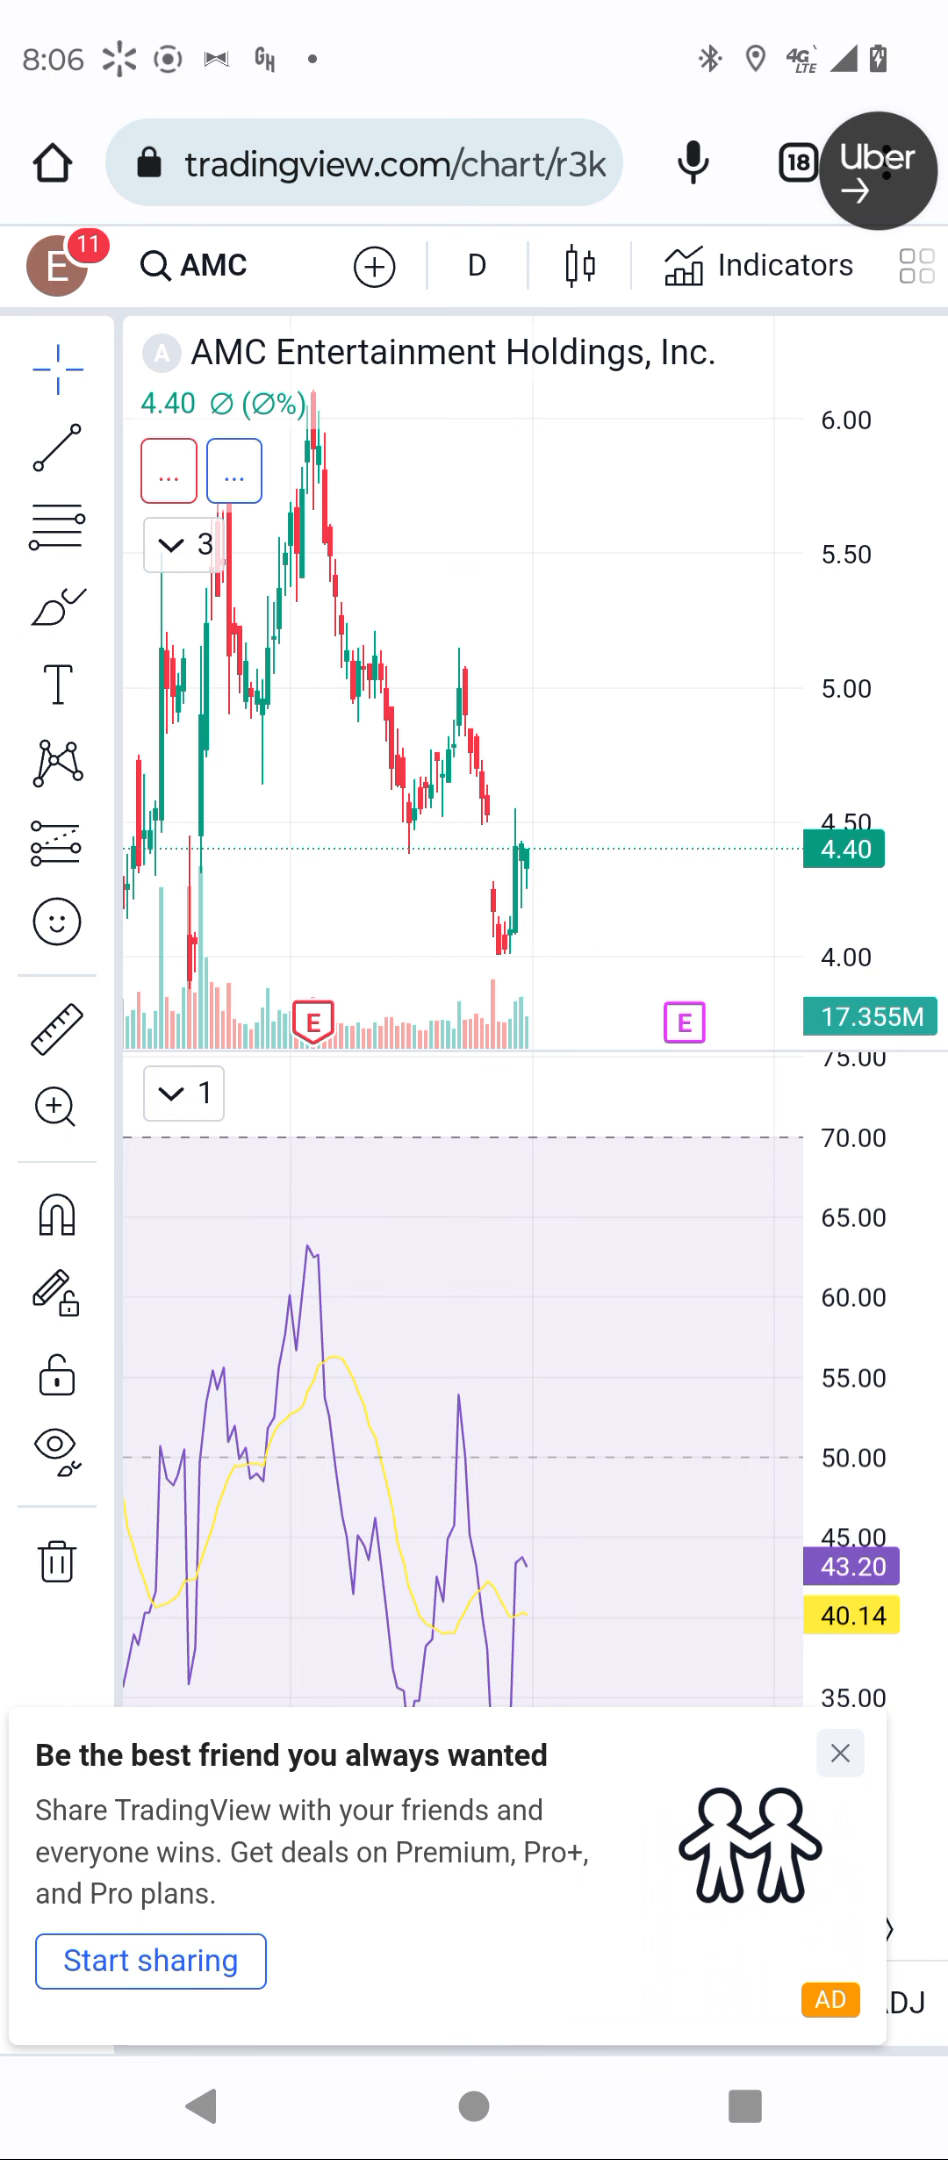 8:06 GH 4G LTE
tradingview.com/chart/r3k 18 Uber
E 11 AMC D Indicators
A AMC Entertainment Holdings, Inc.
4.40 ∅ (∅%)
6.00
... ...
3
5.50
5.00
4.50
4.40
4.00
E E 17.355M
75.00
1
70.00
65.00
60.00
55.00
50.00
45.00
43.20
40.14
35.00
Be the best friend you always wanted
Share TradingView with your friends and
everyone wins. Get deals on Premium, Pro+,
and Pro plans.
Start sharing
AD DJ